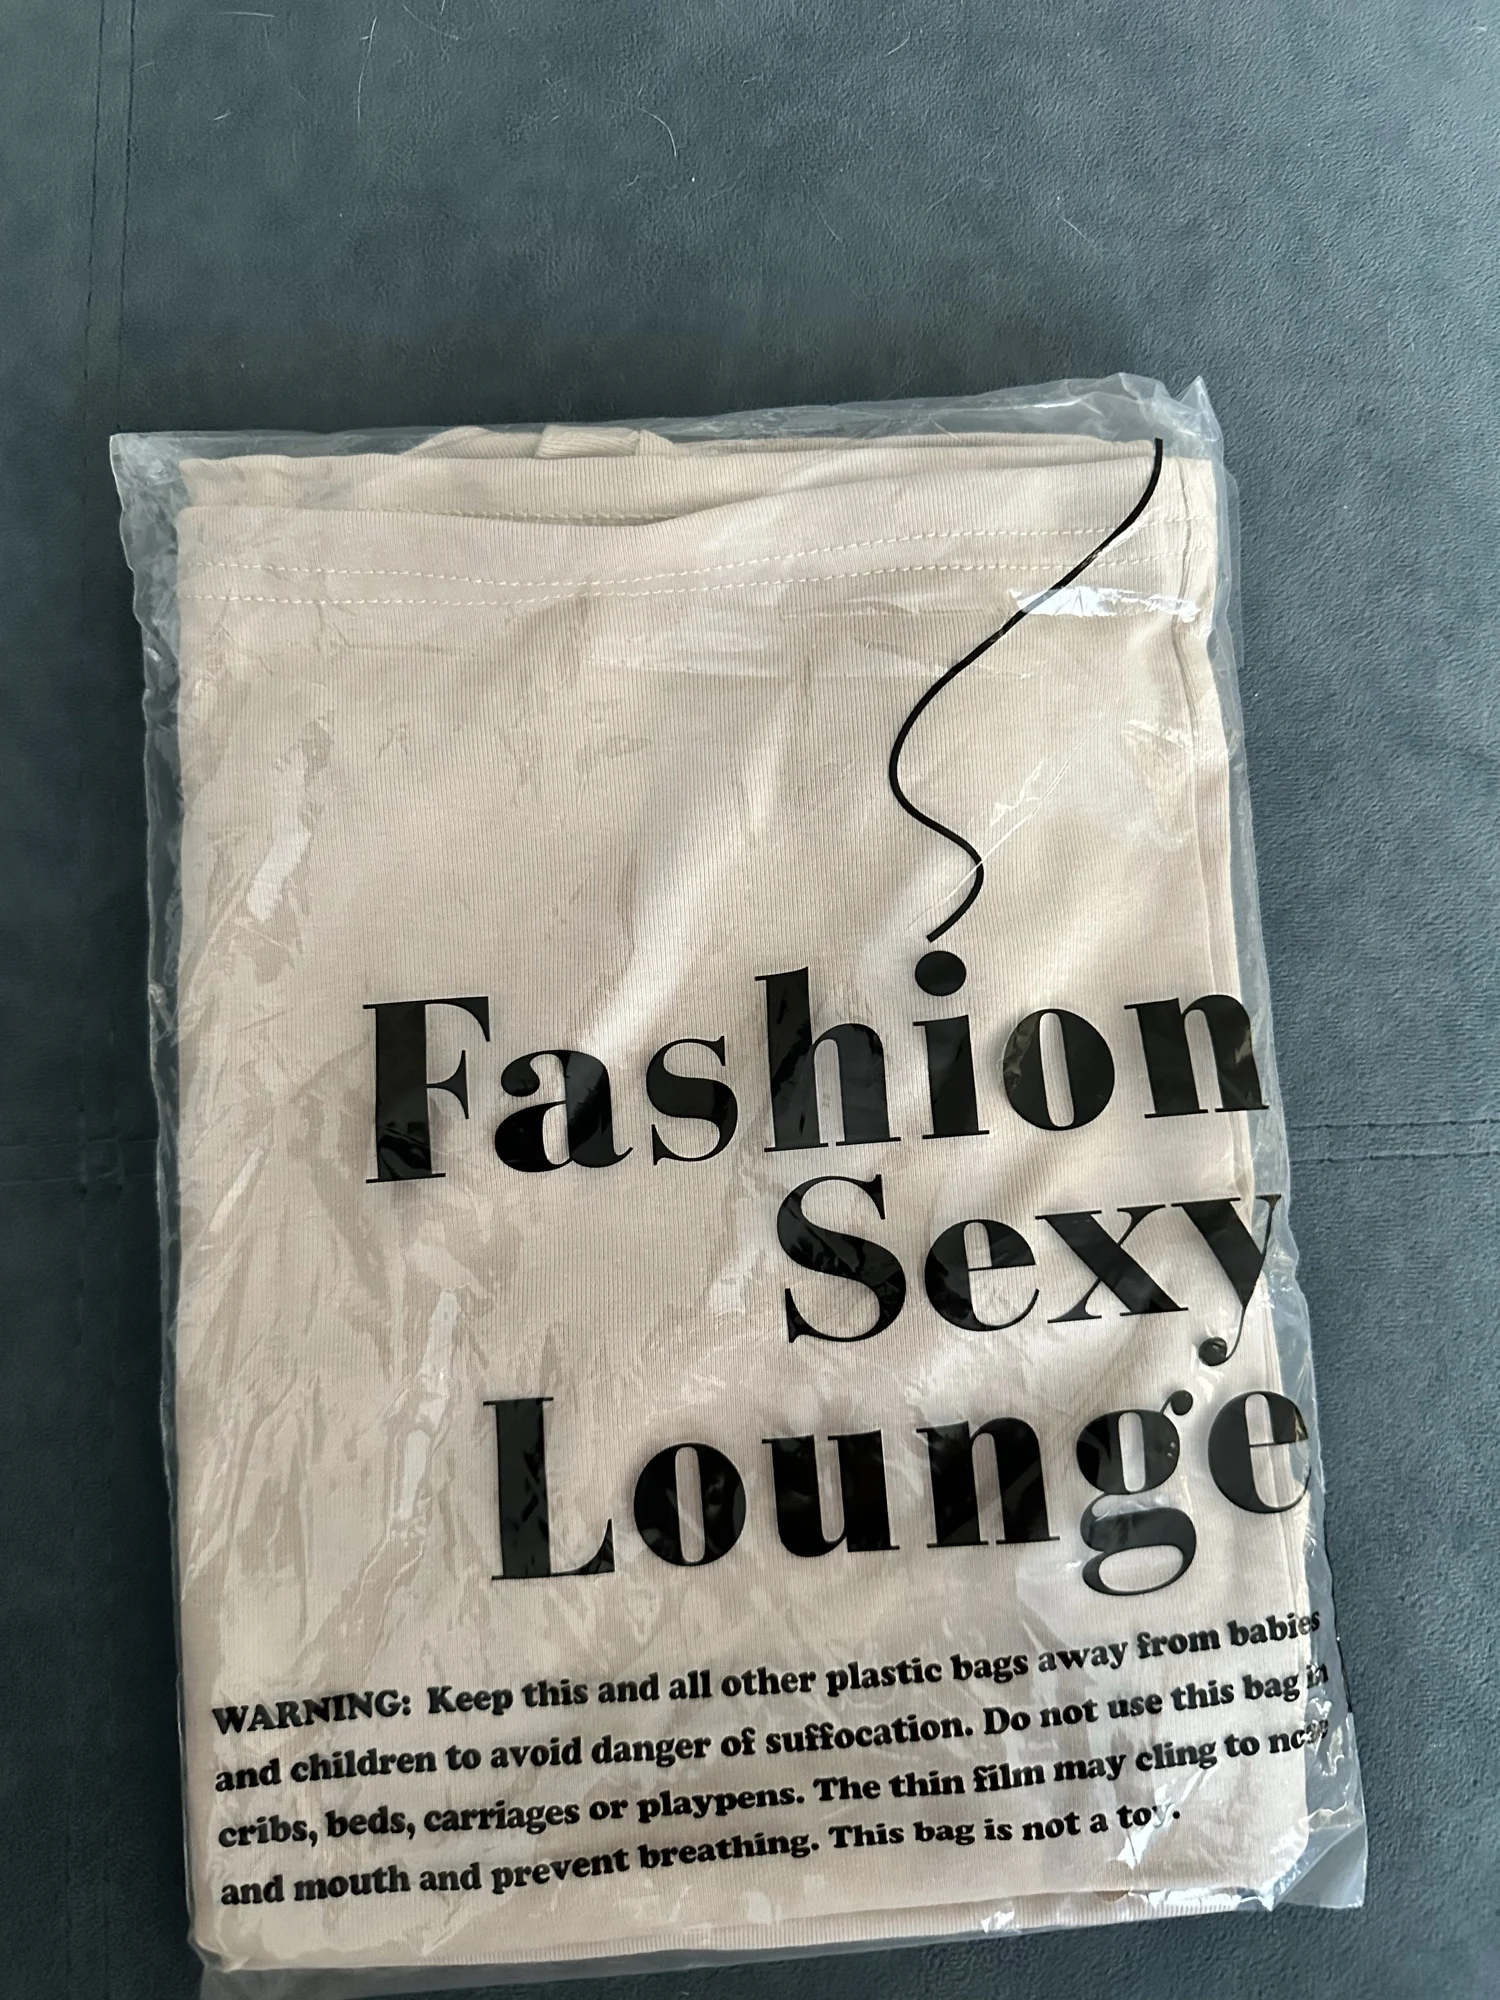 Fashion
Sexy
Lounge
WARNING: Keep this and all other plastic bags away from babies
and children to avoid danger of suffocation. Do not use this bag in
cribs, beds, carriages or playpens. The thin film may cling to nose
and mouth and prevent breathing. This bag is not a toy.